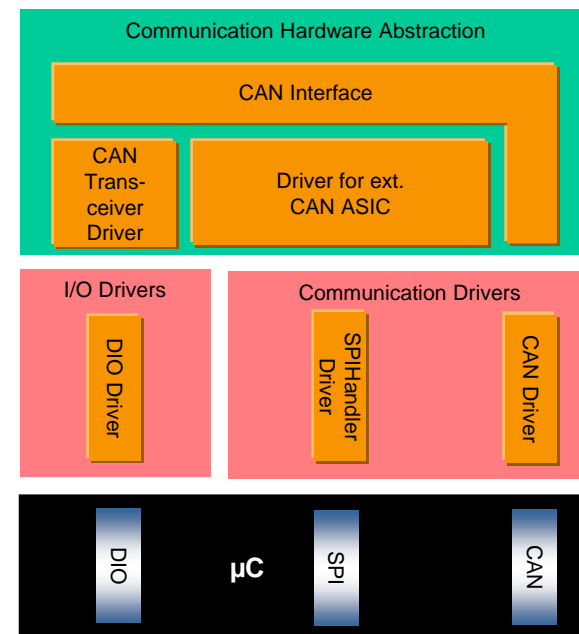 Communication Hardware Abstraction
CAN Interface
CAN
Trans-
ceiver
Driver
Driver for ext.
CAN ASIC
I/O Drivers
Communication Drivers
DIO Driver
SPIHandler
Driver
CAN Driver
DIO
µC
SPI
CAN